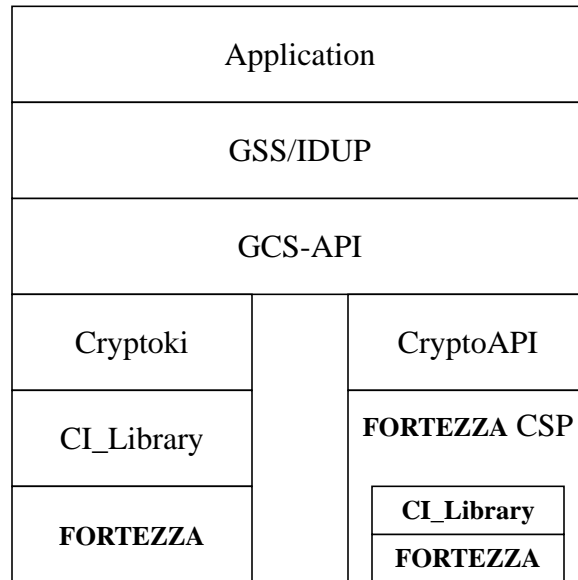 Application
GSS/IDUP
GCS-API
Cryptoki
CryptoAPI
CI_Library
FORTEZZA CSP
FORTEZZA
CI_Library
FORTEZZA